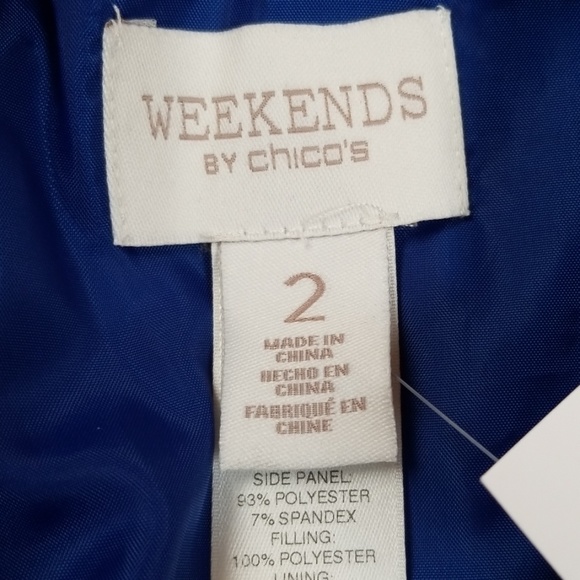 WEEKENDS
BY chico's
2
MADE IN
CHINA
HECHO EN
CHINA
FABRIQUÉ EN
CHINE
SIDE PANEL:
93% POLYESTER
7% SPANDEX
FILLING:
100% POLYESTER
LINING: